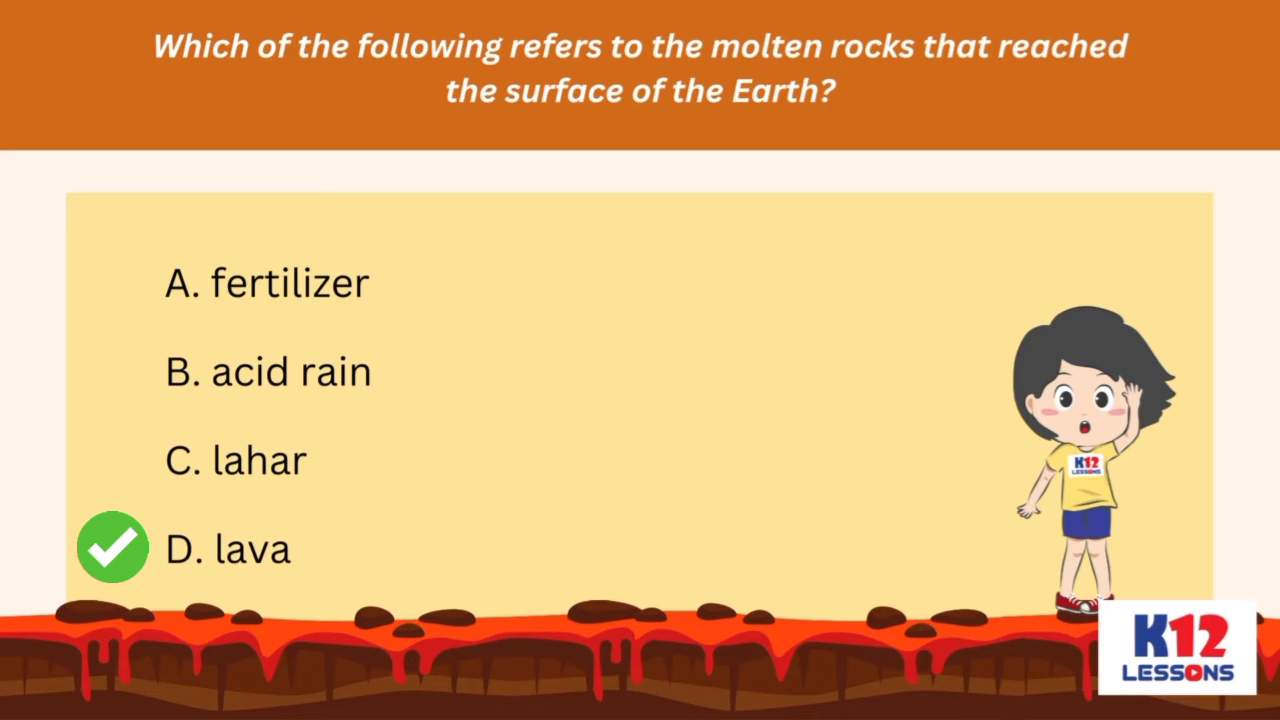 Which of the following refers to the molten rocks that reached
the surface of the Earth?
A. fertilizer
B. acid rain
C. lahar
D. lava
K12
LESSONS
K12
LESSONS